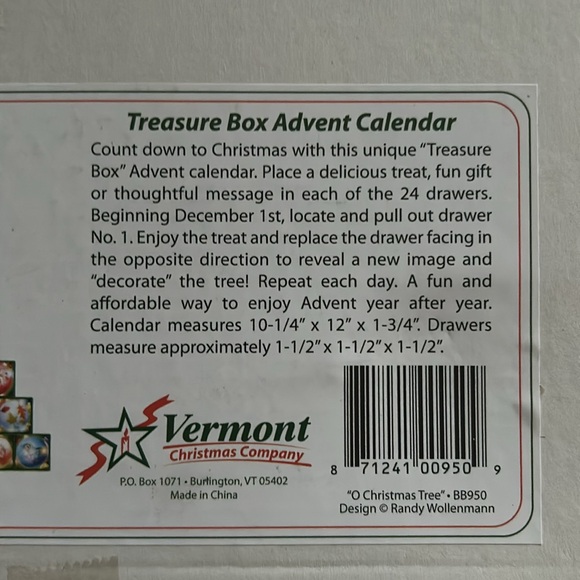 Treasure Box Advent Calendar
Count down to Christmas with this unique “Treasure
Box” Advent calendar. Place a delicious treat, fun gift
or thoughtful message in each of the 24 drawers.
Beginning December 1st, locate and pull out drawer
No. 1. Enjoy the treat and replace the drawer facing in
the opposite direction to reveal a new image and
“decorate” the tree! Repeat each day. A fun and
affordable way to enjoy Advent year after year.
Calendar measures 10-1/4” x 12” x 1-3/4”. Drawers
measure approximately 1-1/2” x 1-1/2” x 1-1/2”.
Vermont
Christmas Company
P.O. Box 1071 • Burlington, VT 05402
Made in China
8 71241 00950 9
“O Christmas Tree” • BB950
Design © Randy Wollenmann